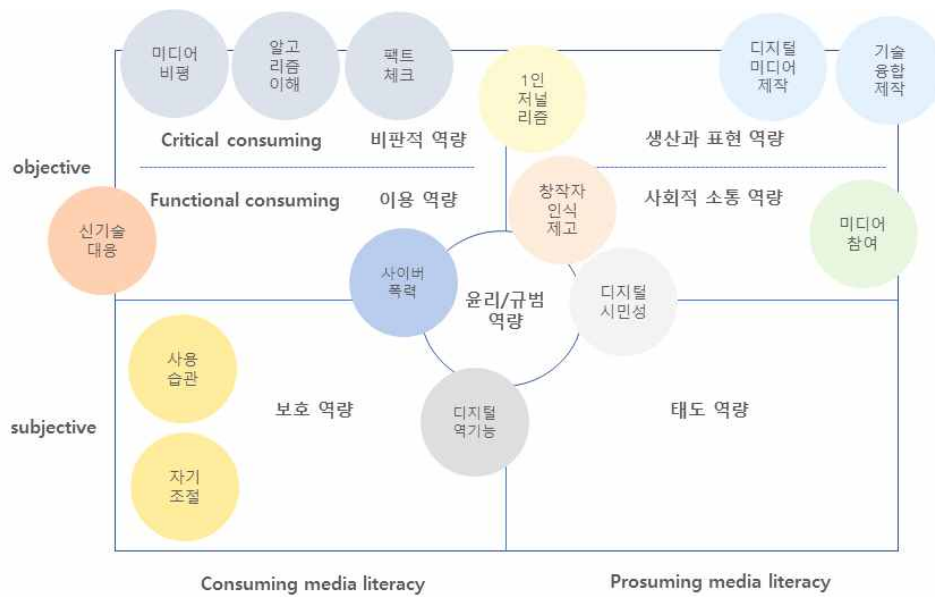 미디어
비평
알고
리즘
이해
팩트
체크
1인
저널
리즘
디지털
미디어
제작
기술
융합
제작
Critical consuming
비판적 역량
생산과 표현 역량
objective
Functional consuming
이용 역량
창작자
인식
제고
사회적 소통 역량
신기술
대응
미디어
참여
사이버
폭력
윤리/규범
역량
디지털
시민성
사용
습관
보호 역량
디지털
역기능
태도 역량
subjective
자기
조절
Consuming media literacy
Prosuming media literacy